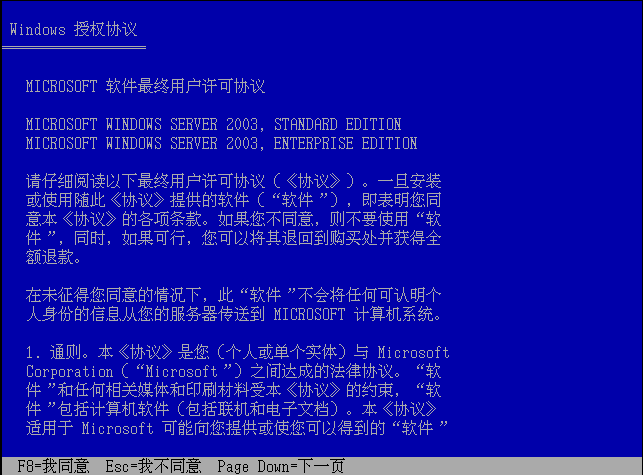 Windows 授权协议
MICROSOFT 软件最终用户许可协议
MICROSOFT WINDOWS SERVER 2003, STANDARD EDITION
MICROSOFT WINDOWS SERVER 2003, ENTERPRISE EDITION
请仔细阅读以下最终用户许可协议（《协议》）。一旦安装
或使用随此《协议》提供的软件（“软件 ”），即表明您同
意本《协议》的各项条款。如果您不同意，则不要使用“软
件 ”，同时，如果可行，您可以将其退回到购买处并获得全
额退款。
在未征得您同意的情况下，此“软件 ”不会将任何可认明个
人身份的信息从您的服务器传送到 MICROSOFT 计算机系统。
1. 通则。本《协议》是您（个人或单个实体）与 Microsoft
Corporation（ “Microsoft ”）之间达成的法律协议。 “软
件 ”和任何相关媒体和印刷材料受本《协议》的约束， “软
件 ”包括计算机软件（包括联机和电子文档）。本《协议》
适用于 Microsoft 可能向您提供或使您可以得到的“软件 ”
F8=我同意 Esc=我不同意 Page Down=下一页